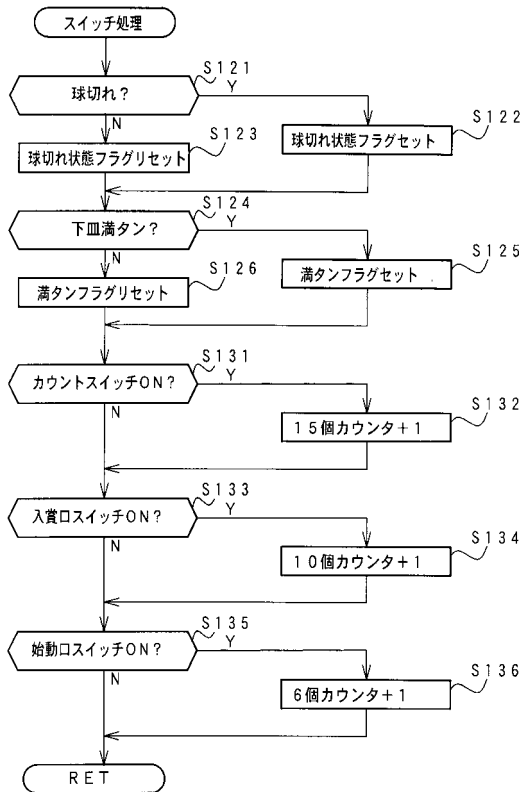 スイッチ処理
S121
球切れ?
Y
S122
N
S123
球切れ状態フラグセット
球切れ状態フラグリセット
S124
下皿満タン?
Y
S125
N
S126
満タンフラグセット
満タンフラグリセット
S131
カウントスイッチON?
Y
S132
N
15個カウンタ+1
S133
入賞口スイッチON?
Y
S134
N
10個カウンタ+1
S135
始動口スイッチON?
Y
S136
N
6個カウンタ+1
RET